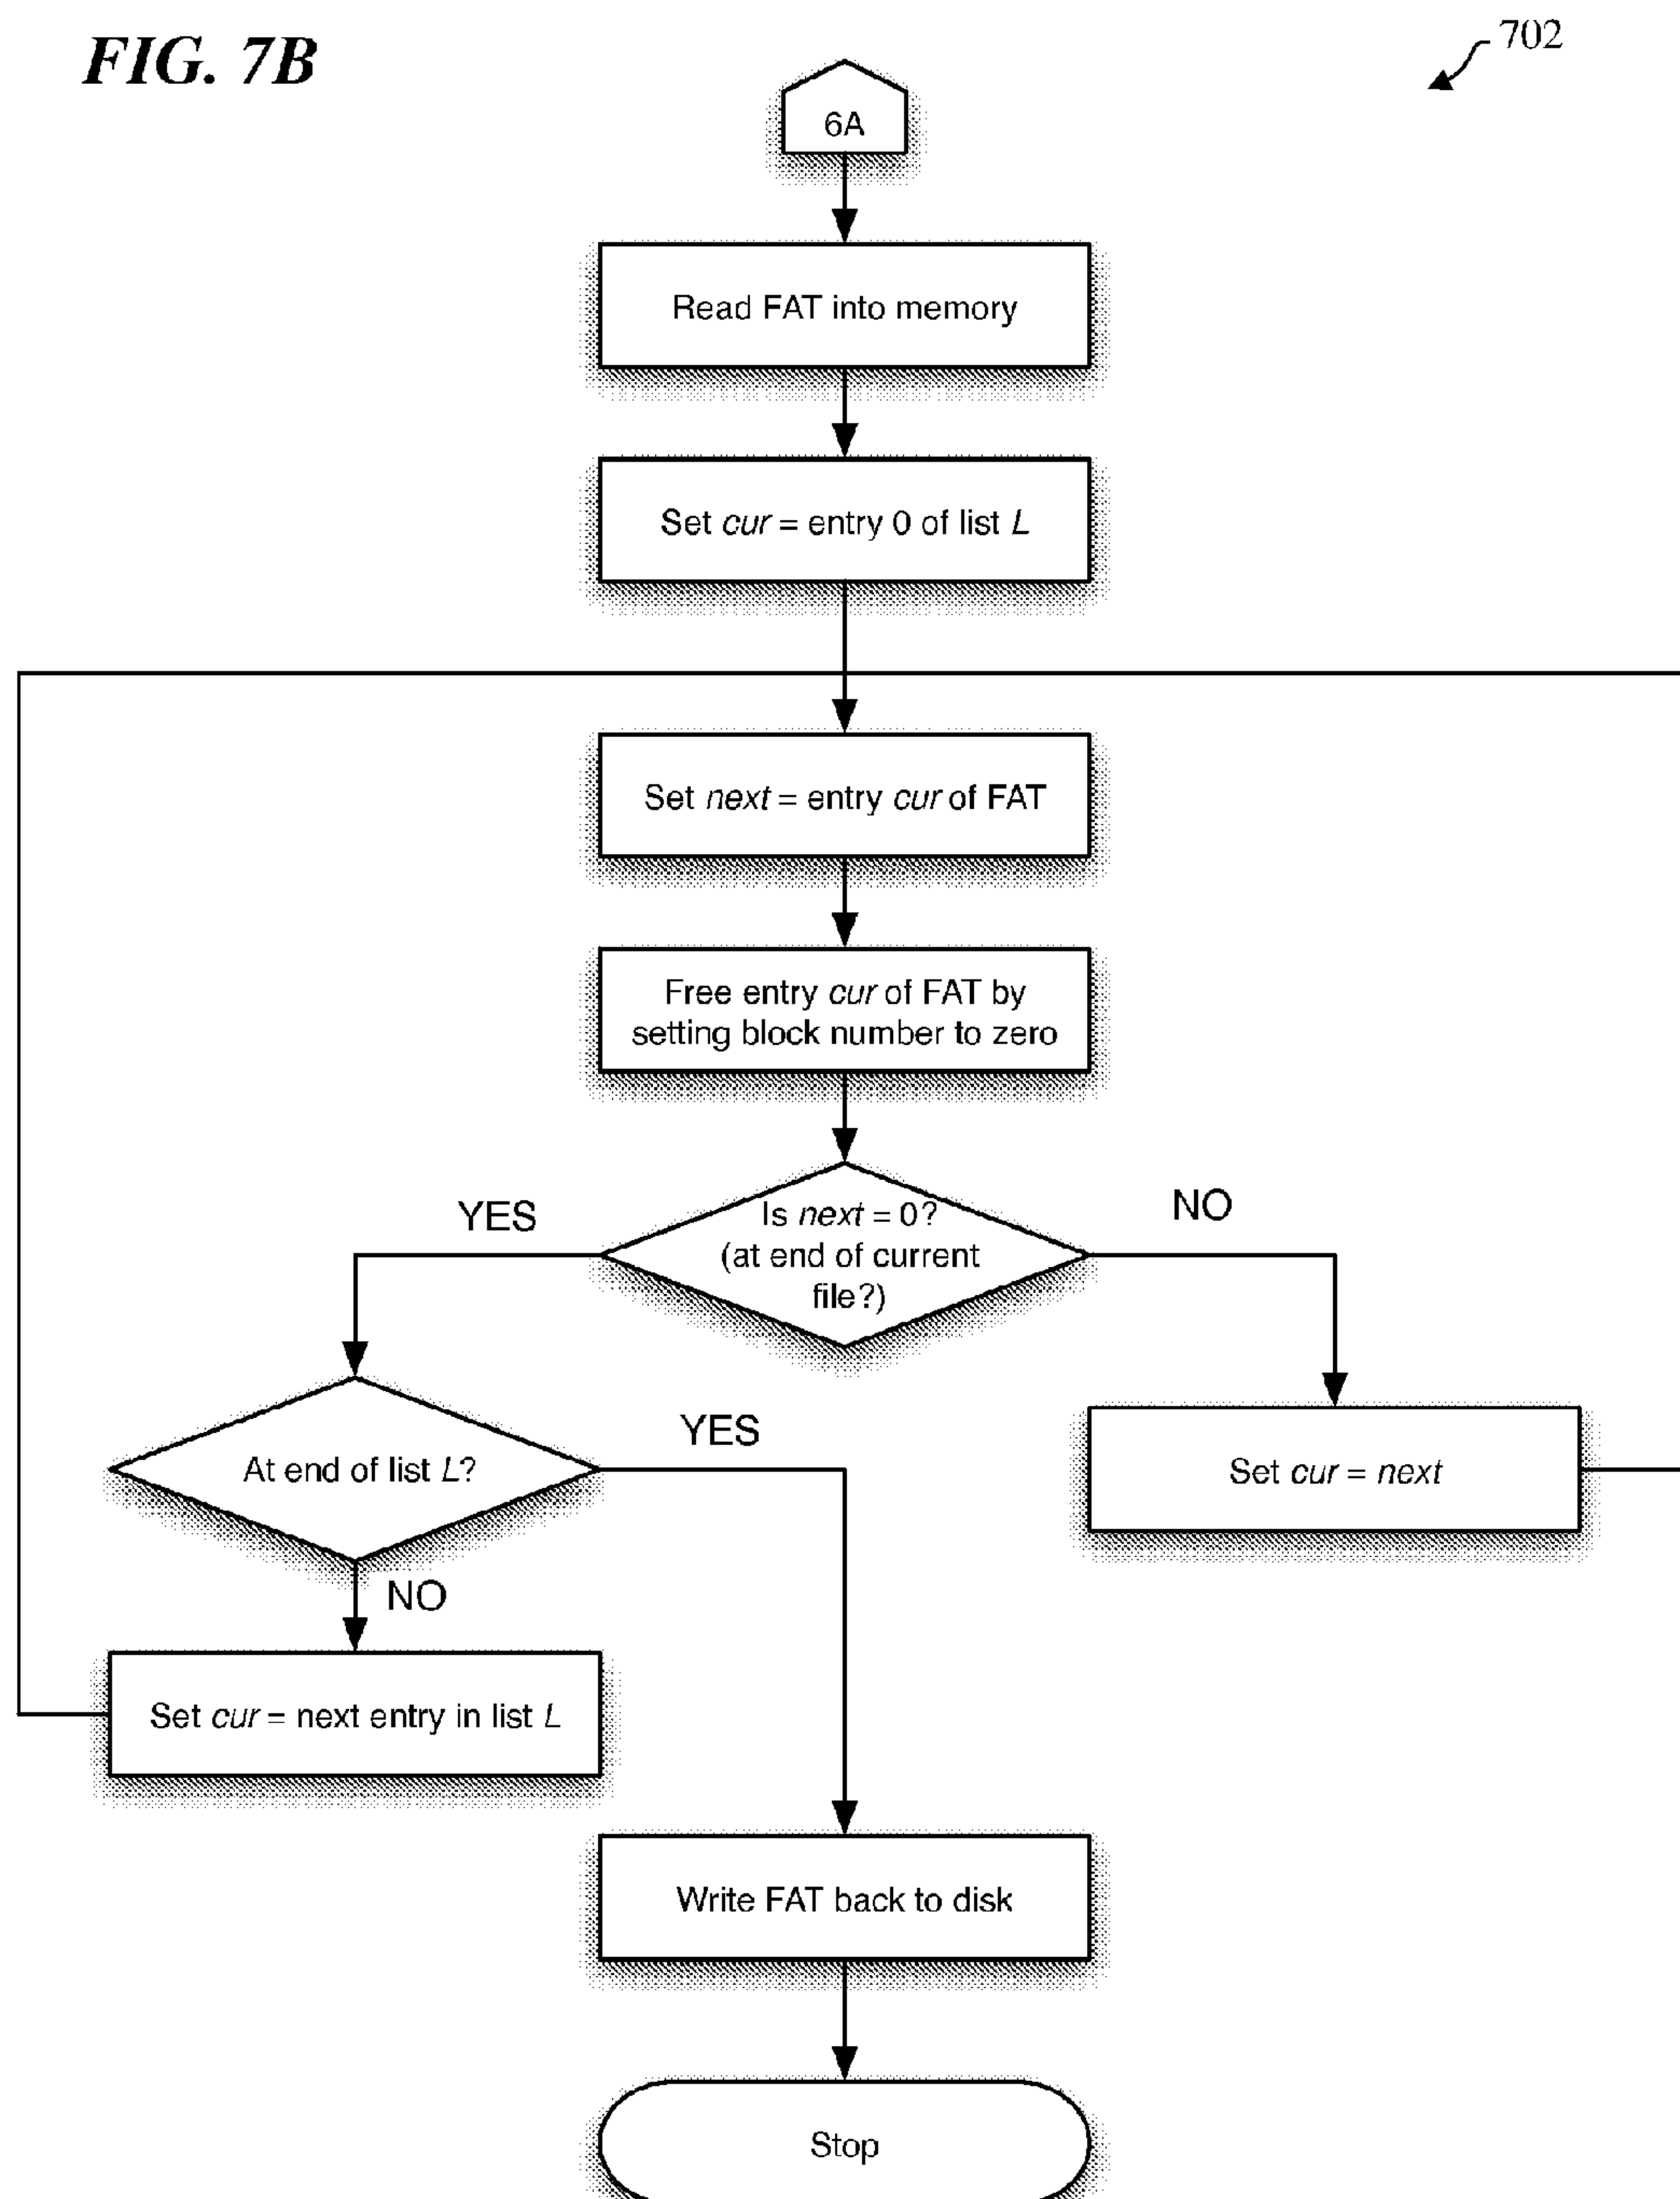 FIG. 7B
702
6A
Read FAT into memory
Set cur = entry 0 of list L
Set next = entry cur of FAT
Free entry cur of FAT by
setting block number to zero
YES
Is next = 0?
(at end of current
file?)
NO
At end of list L?
YES
Set cur = next
NO
Set cur = next entry in list L
Write FAT back to disk
Stop